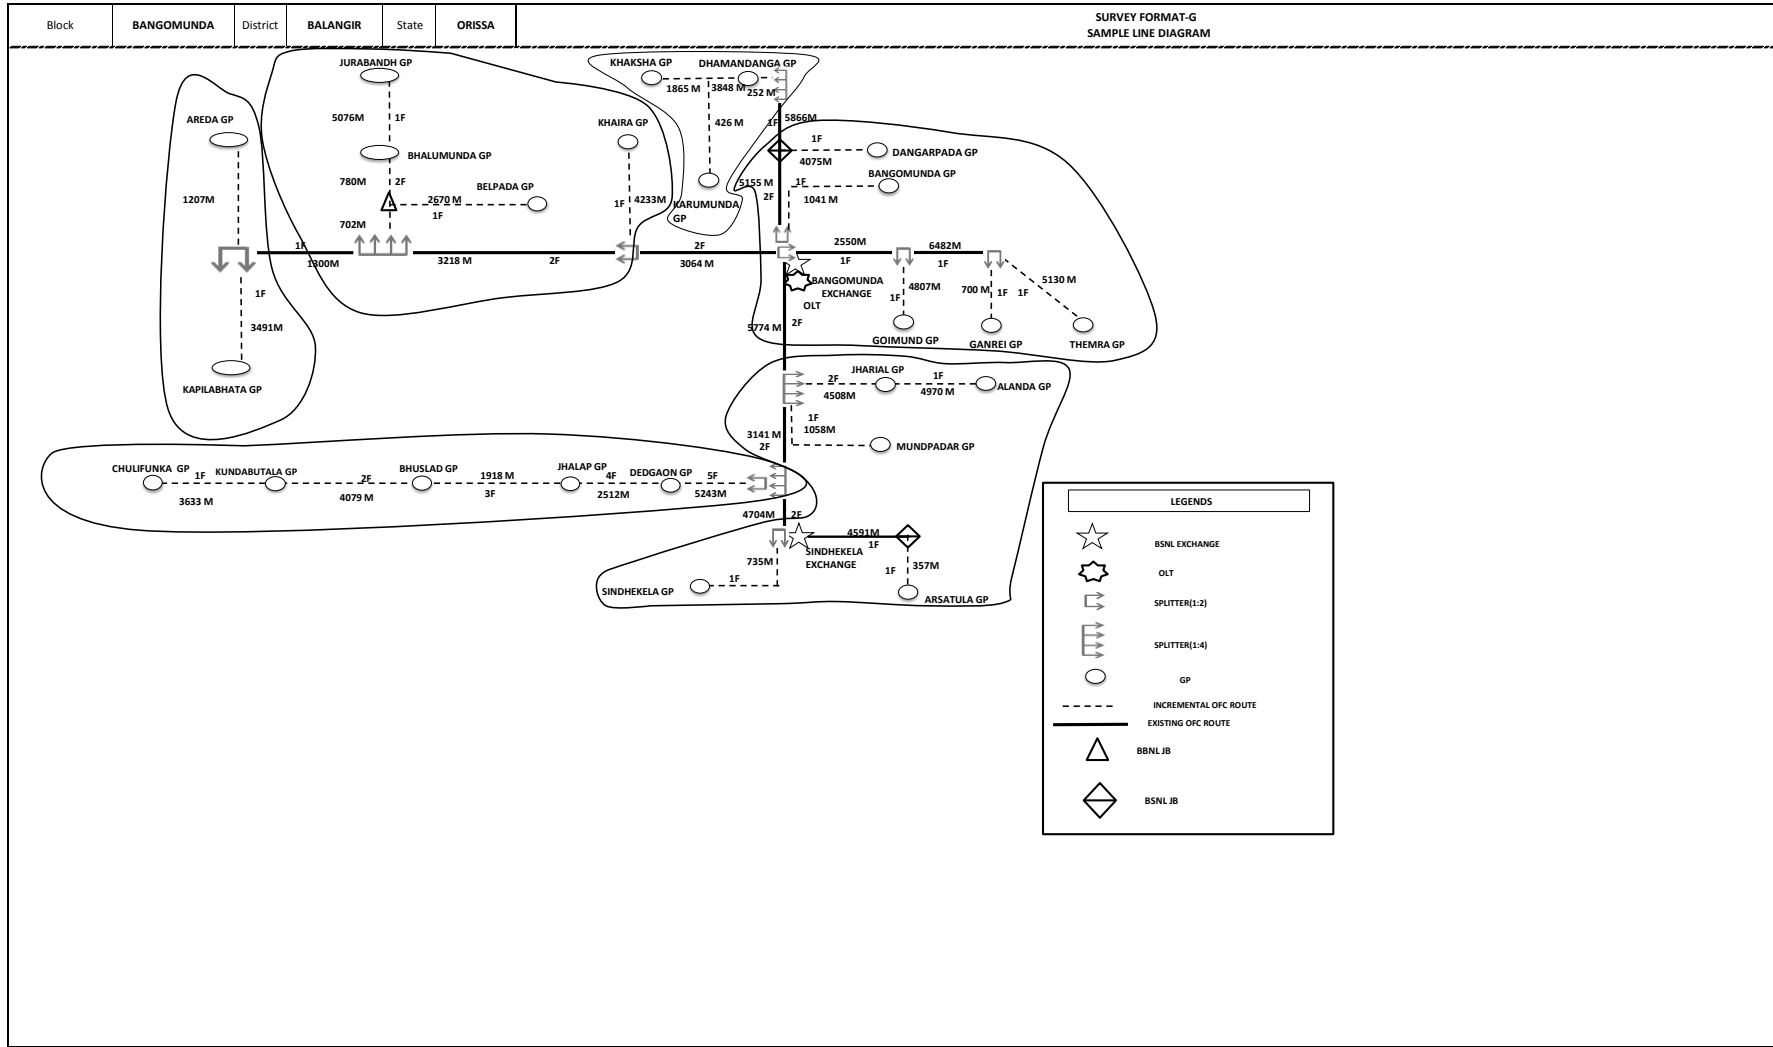 Block BANGOMUNDA District BALANGIR State ORISSA
SURVEY FORMAT-G
SAMPLE LINE DIAGRAM
JURABANDH GP
KHAKSHA GP
DHAMANDANGA GP
1865 M
3848 M
252 M
AREDA GP
5076M
1F
KHAIRA GP
426 M
1F
5866M
1F
DANGARPADA GP
4075M
BHALUMUNDA GP
BANGOMUNDA GP
1207M
780M
2F
BELPADA GP
2670 M
1F
1F
4233M
KARUMUNDA
GP
5155 M
2F
1F
1041 M
702M
1F
1300M
3218 M
2F
2F
3064 M
2550M
1F
6482M
1F
BANGOMUNDA
EXCHANGE
OLT
1F
3491M
4807M
1F
700 M
1F
1F
5130 M
5774 M
2F
GOIMUND GP
GANREI GP
THEMRA GP
KAPILABHATA GP
JHARIAL GP
2F
4508M
1F
4970 M
ALANDA GP
1F
1058M
3141 M
2F
MUNDPADAR GP
CHULIFUNKA  GP
1F
3633 M
KUNDABUTALA GP
2F
4079 M
BHUSLAD GP
1918 M
3F
JHALAP GP
4F
2512M
DEDGAON GP
5F
5243M
4704M
2F
4591M
1F
SINDHEKELA
EXCHANGE
735M
1F
SINDHEKELA GP
1F
357M
ARSATULA GP
LEGENDS
BSNL EXCHANGE
OLT
SPLITTER(1:2)
SPLITTER(1:4)
GP
INCREMENTAL OFC ROUTE
EXISTING OFC ROUTE
BBNL JB
BSNL JB